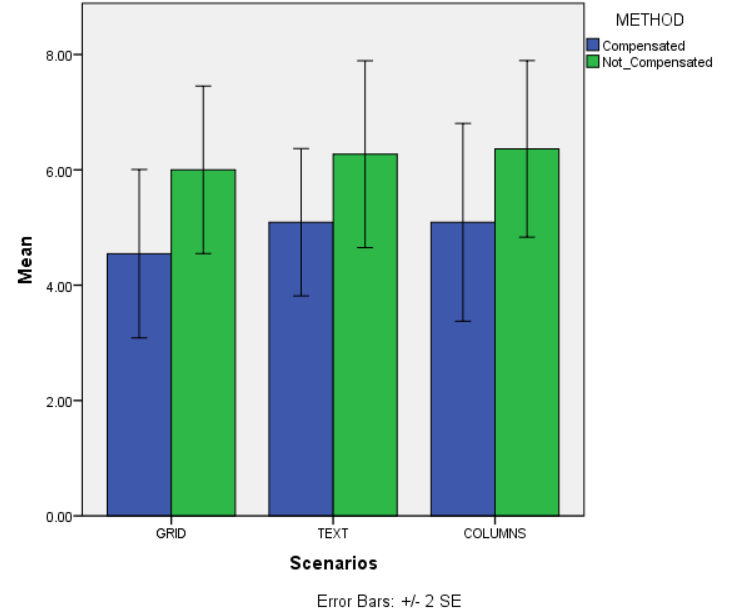 METHOD
Compensated
Not_Compensated
8.00
6.00
4.00
2.00
0.00
Mean
GRID
TEXT
COLUMNS
Scenarios
Error Bars: +/- 2 SE